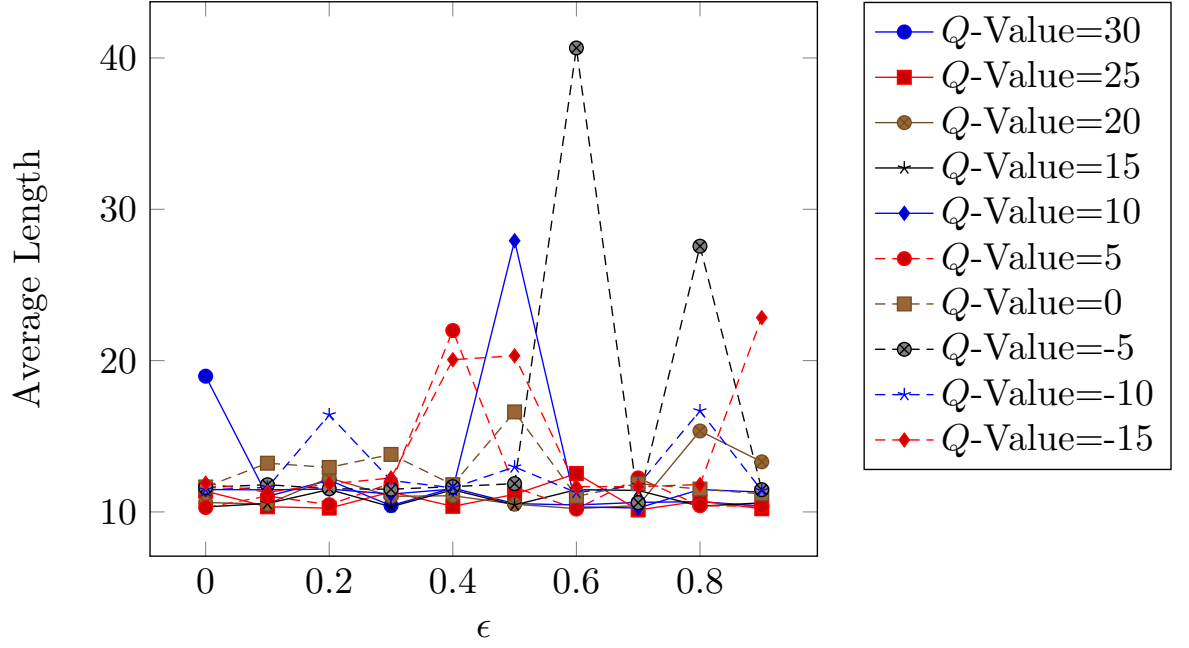 40
30
20
10
0
0.2
0.4
0.6
0.8
Average Length
ϵ
Q-Value=30
Q-Value=25
Q-Value=20
Q-Value=15
Q-Value=10
Q-Value=5
Q-Value=0
Q-Value=-5
Q-Value=-10
Q-Value=-15